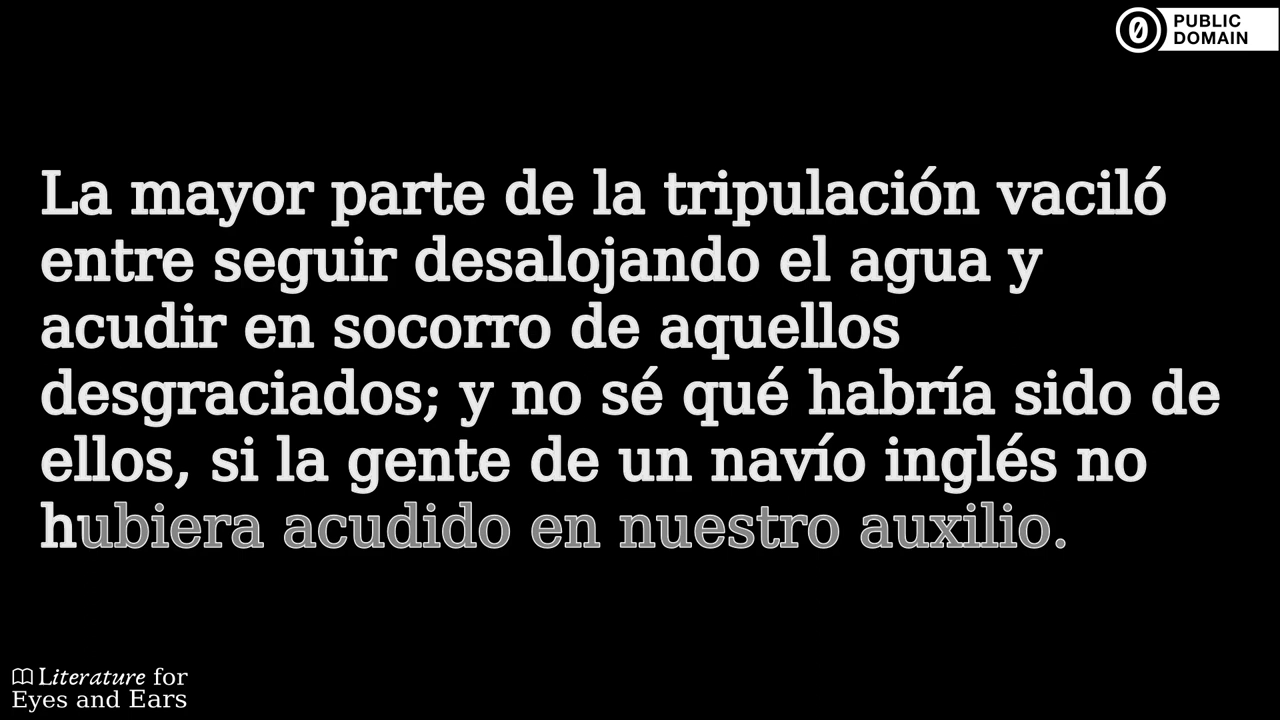 PUBLIC
DOMAIN
La mayor parte de la tripulación vaciló
entre seguir desalojando el agua y
acudir en socorro de aquellos
desgraciados; y no sé qué habría sido de
ellos, si la gente de un navío inglés no
hubiera acudido en nuestro auxilio.
Literature for
Eyes and Ears